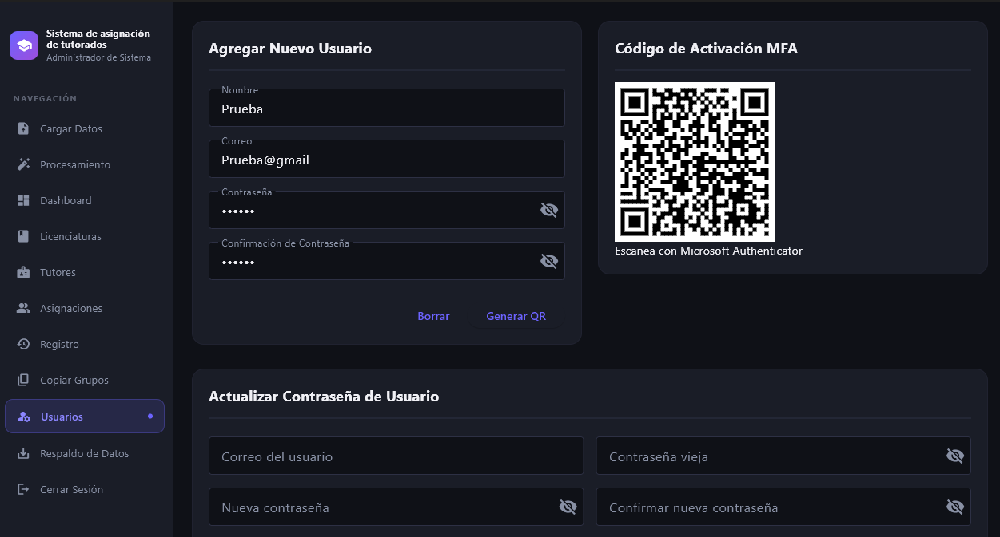 Sistema de asignación
de tutorados
Administrador de Sistema
NAVEGACIÓN
Cargar Datos
Procesamiento
Dashboard
Licenciaturas
Tutores
Asignaciones
Registro
Copiar Grupos
Usuarios
Respaldo de Datos
Cerrar Sesión
Agregar Nuevo Usuario
Nombre
Prueba
Correo
Prueba@gmail
Contraseña
••••••
Confirmación de Contraseña
••••••
Borrar
Generar QR
Código de Activación MFA
Escanea con Microsoft Authenticator
Actualizar Contraseña de Usuario
Correo del usuario
Contraseña vieja
Nueva contraseña
Confirmar nueva contraseña